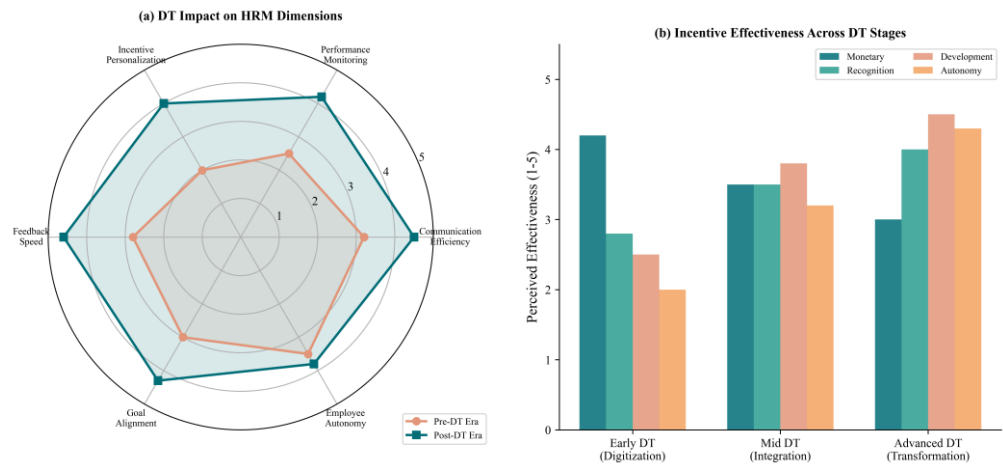 (a) DT Impact on HRM Dimensions
Incentive
Personalization
Performance
Monitoring
5
4
3
2
1
Feedback
Speed
Communication
Efficiency
Goal
Alignment
Employee
Autonomy
Pre-DT Era
Post-DT Era
(b) Incentive Effectiveness Across DT Stages
Monetary
Recognition
Development
Autonomy
Perceived Effectiveness (1-5)
5
4
3
2
1
0
Early DT
(Digitization)
Mid DT
(Integration)
Advanced DT
(Transformation)